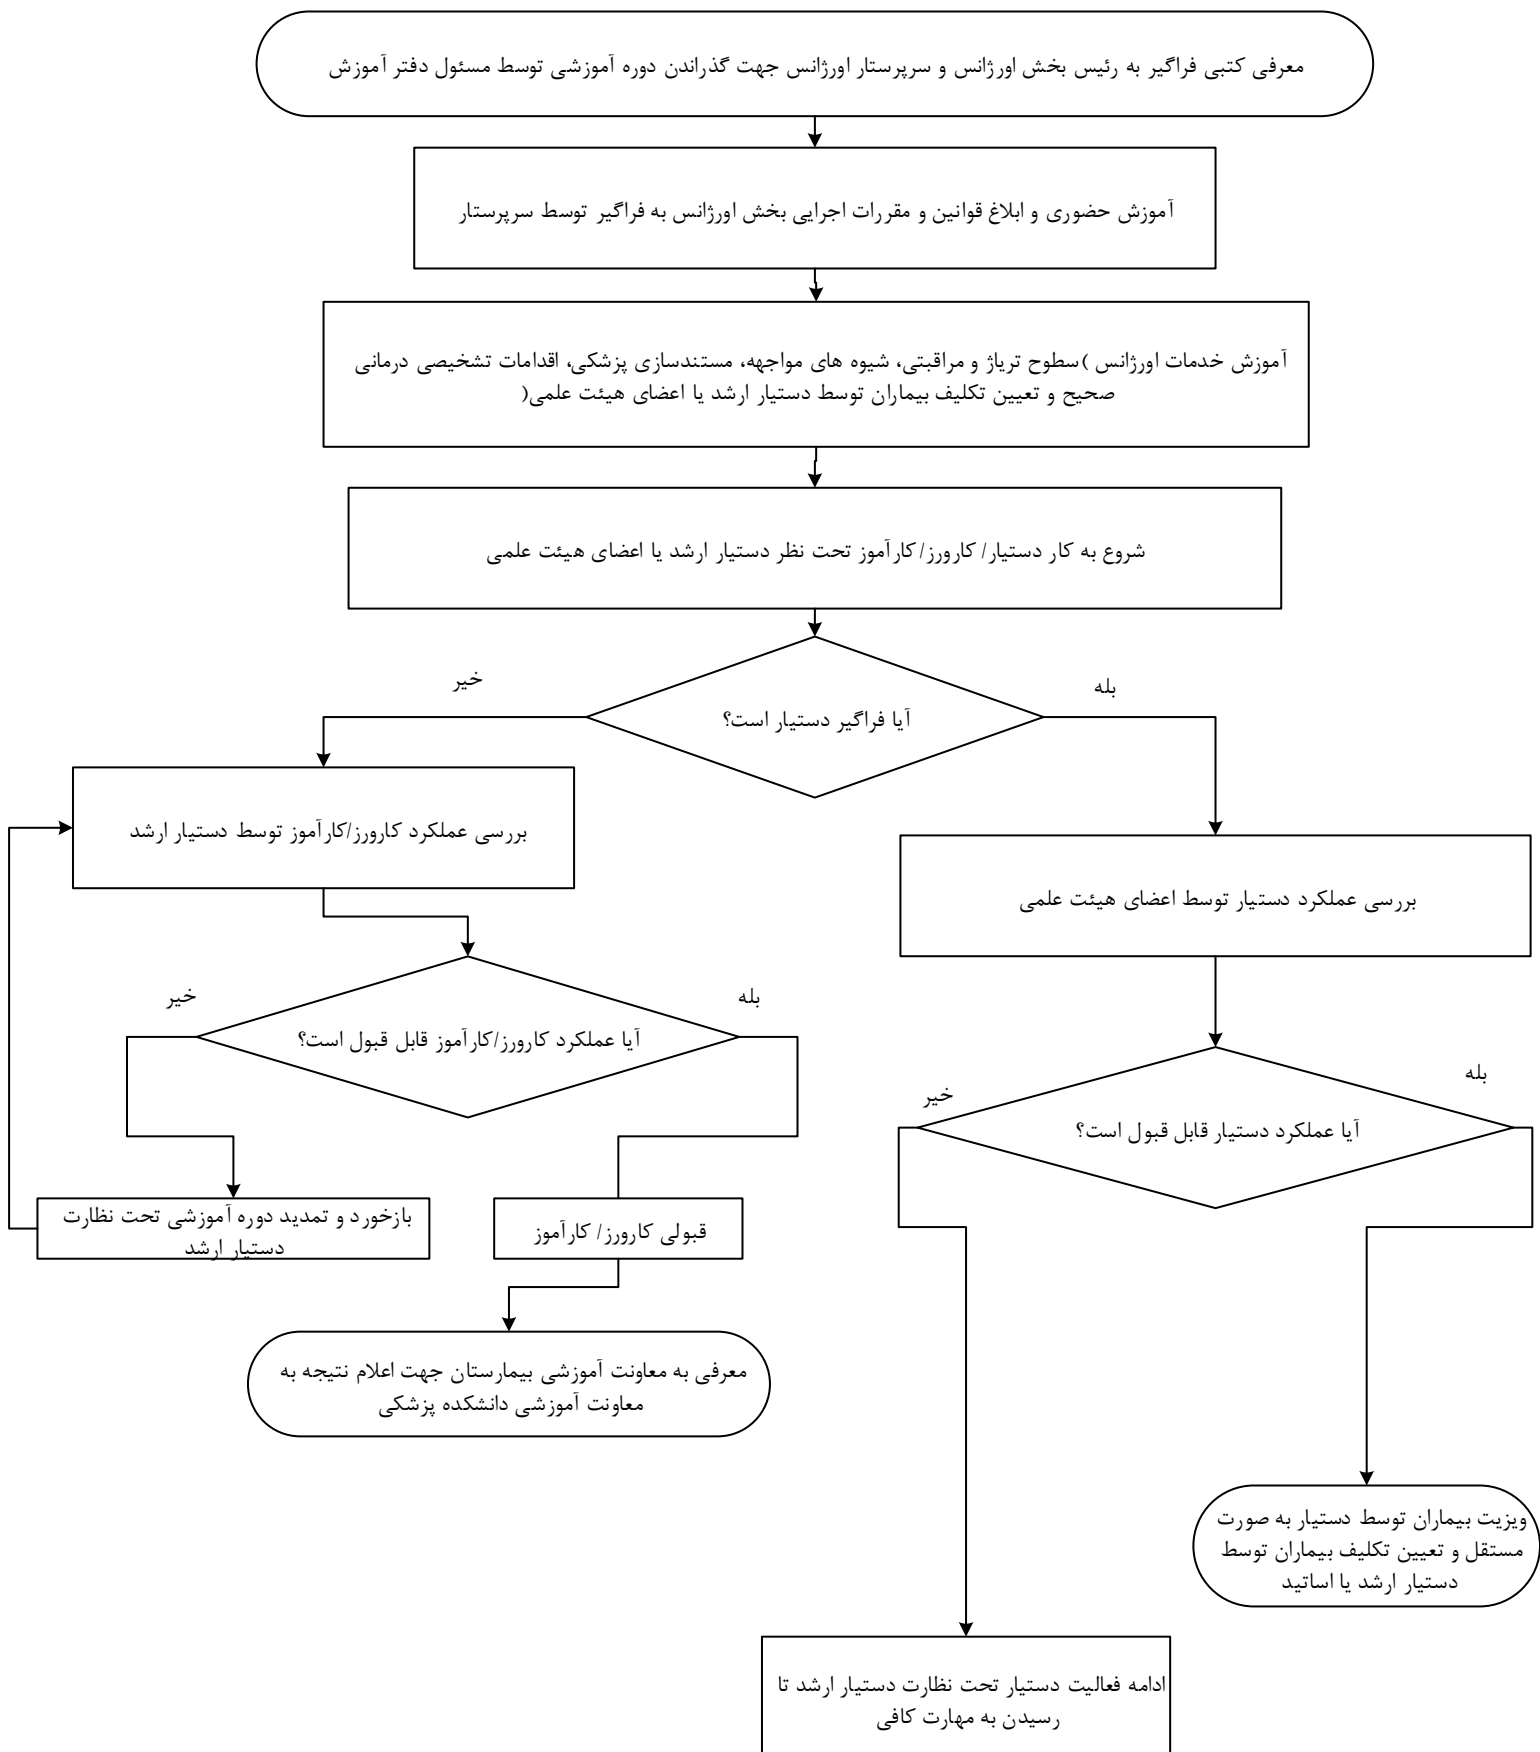 معرفی کتبی فراگیر به رئیس بخش اورژانس و سرپرستار اورژانس جهت گذراندن دوره آموزشی توسط مسئول دفتر آموزش
آموزش حضوری و ابلاغ قوانین و مقررات اجرایی بخش اورژانس به فراگیر توسط سرپرستار
آموزش خدمات اورژانس )سطوح تریاژ و مراقبتی، شیوه های مواجهه، مستندسازی پزشکی، اقدامات تشخیصی درمانی
صحیح و تعیین تکلیف بیماران توسط دستیار ارشد یا اعضای هیئت علمی(
شروع به کار دستیار/ کارورز/کارآموز تحت نظر دستیار ارشد یا اعضای هیئت علمی
آیا فراگیر دستیار است؟
بله
خیر
بررسی عملکرد دستیار توسط اعضای هیئت علمی
بررسی عملکرد کارورز/کارآموز توسط دستیار ارشد
آیا عملکرد دستیار قابل قبول است؟
بله
خیر
آیا عملکرد کارورز/کارآموز قابل قبول است؟
بله
خیر
قبولی کارورز/ کارآموز
بازخورد و تمدید دوره آموزشی تحت نظارت
دستیار ارشد
معرفی به معاونت آموزشی بیمارستان جهت اعلام نتیجه به
معاونت آموزشی دانشکده پزشکی
ویزیت بیماران توسط دستیار به صورت
مستقل و تعیین تکلیف بیماران توسط
دستیار ارشد یا اساتید
ادامه فعالیت دستیار تحت نظارت دستیار ارشد تا
رسیدن به مهارت کافی